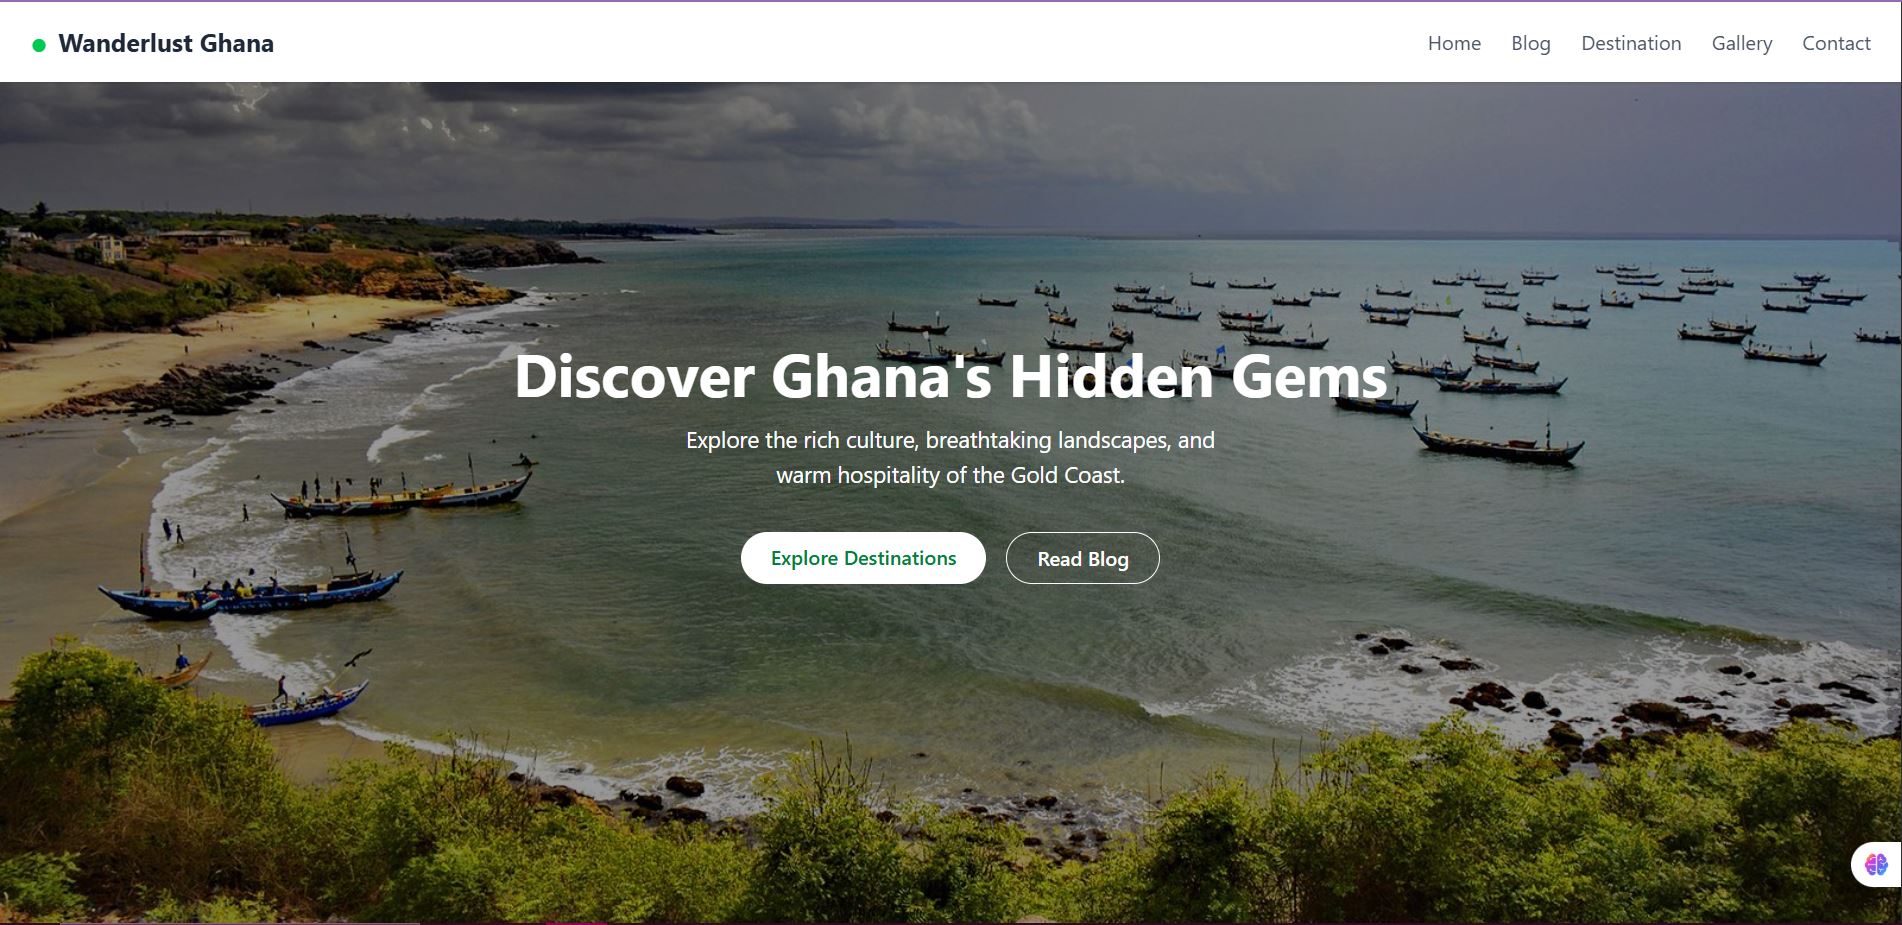 Wanderlust Ghana
Home Blog Destination Gallery Contact
Discover Ghana's Hidden Gems
Explore the rich culture, breathtaking landscapes, and
warm hospitality of the Gold Coast.
Explore Destinations
Read Blog